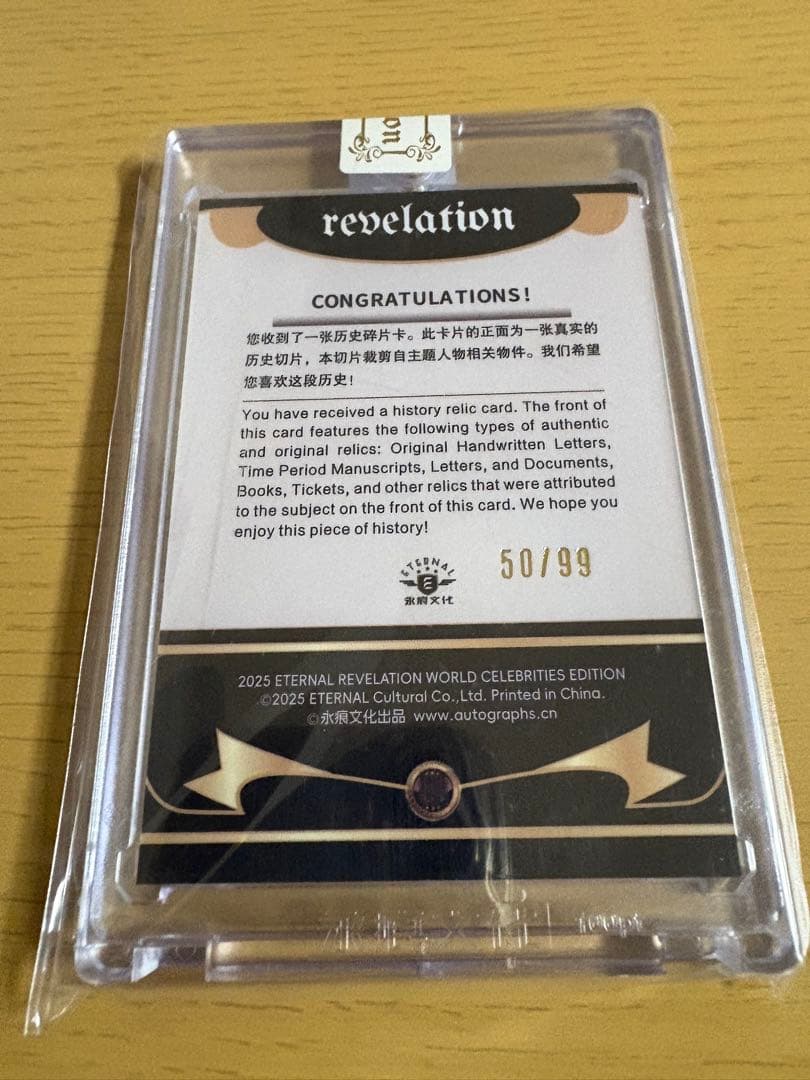 revelation
CONGRATULATIONS!
您收到了一张历史碎片卡。此卡片的正面为一张真实的
历史切片，本切片裁剪自主题人物相关物件。我们希望
您喜欢这段历史！
You have received a history relic card. The front of
this card features the following types of authentic
and original relics: Original Handwritten Letters,
Time Period Manuscripts, Letters, and Documents,
Books, Tickets, and other relics that were attributed
to the subject on the front of this card. We hope you
enjoy this piece of history!
ETERNAL
永痕文化
50/99
2025 ETERNAL REVELATION WORLD CELEBRITIES EDITION
©2025 ETERNAL Cultural Co.,Ltd. Printed in China.
©永痕文化出品 www.autographs.cn